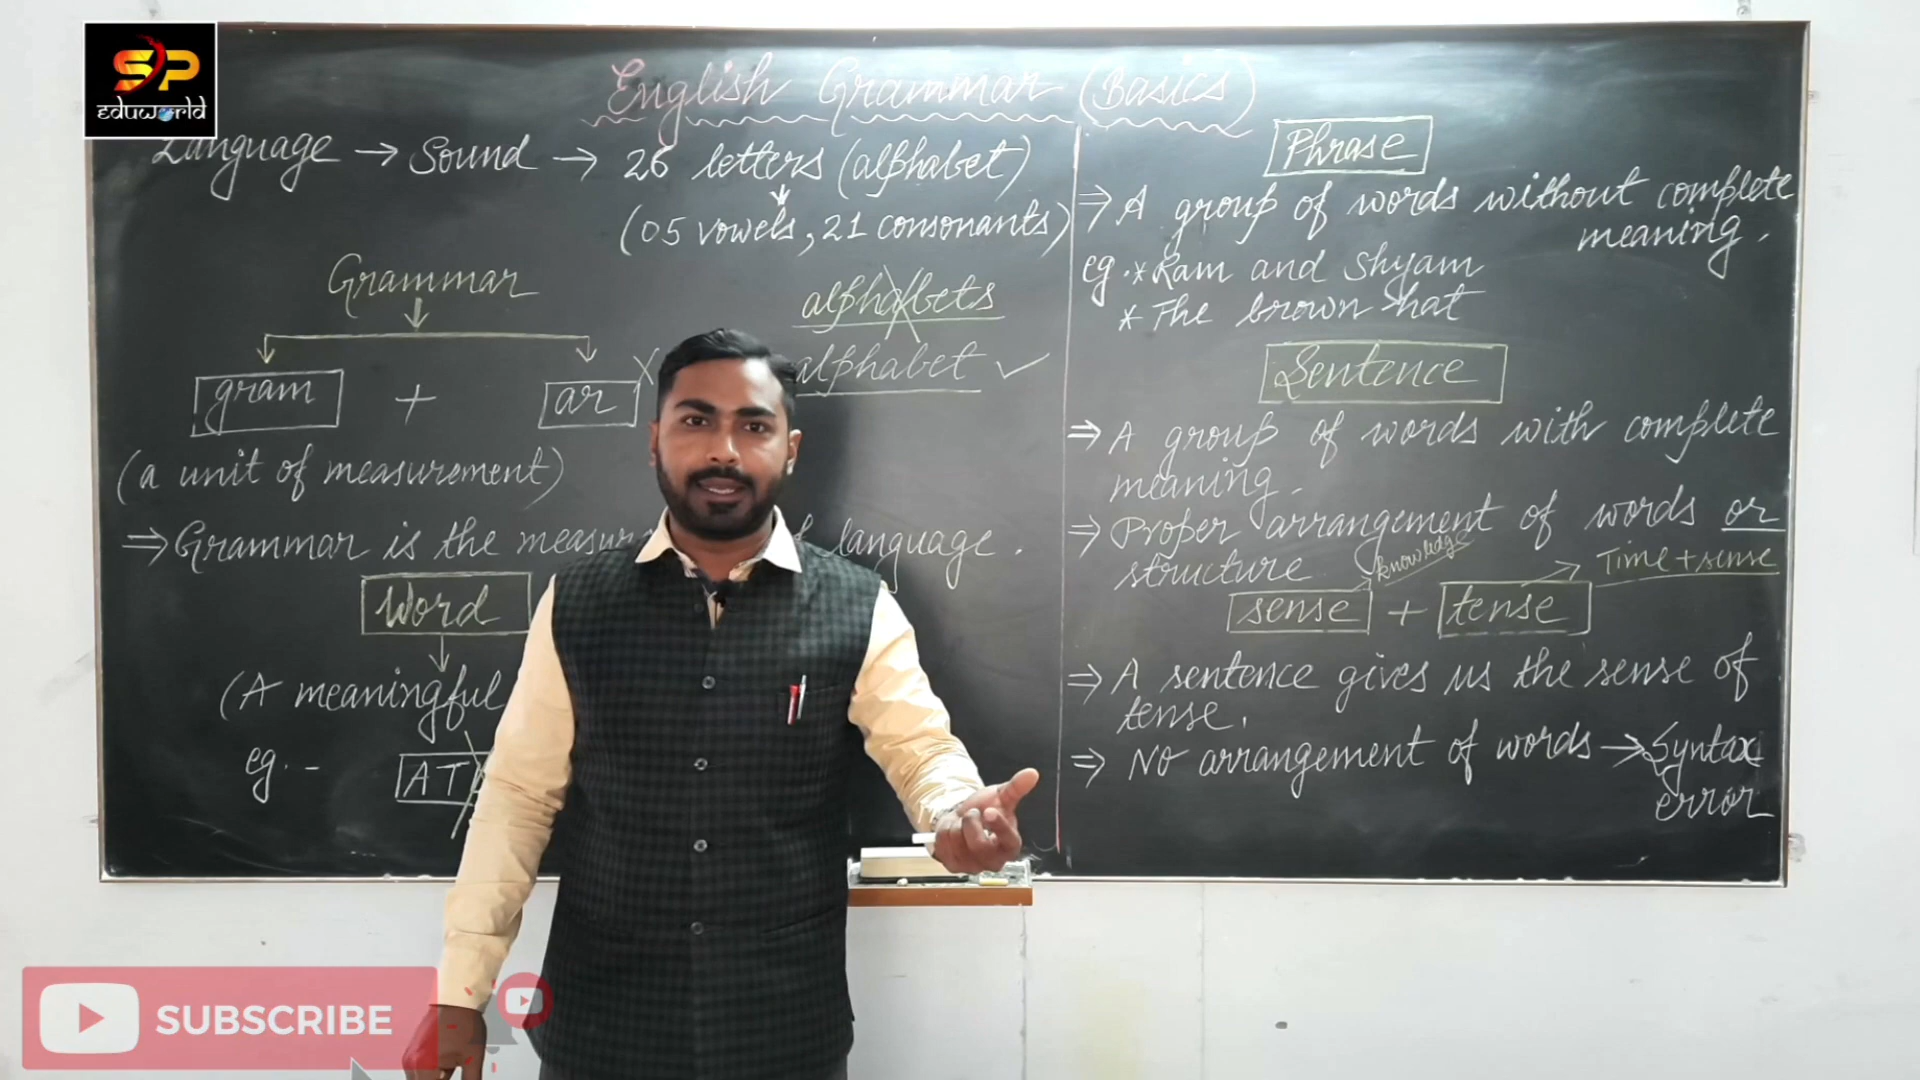 SP
eduworld
English Grammar (Basics)
Language → Sound → 26 letters (alphabet)
(05 vowels, 21 consonants)
Grammar
alphabets
alphabet ✓
gram + ar
(a unit of measurement)
⇒ Grammar is the measur language.
Word
(A meaningful
eg. - AT
Phrase
⇒ A group of words without complete
meaning.
eg. * Ram and Shyam
* The brown hat
Sentence
⇒ A group of words with complete
meaning.
⇒ Proper arrangement of words or
structure
knowledge
Time + sense
sense + tense
⇒ A sentence gives us the sense of
tense.
⇒ No arrangement of words → Syntax
error
SUBSCRIBE